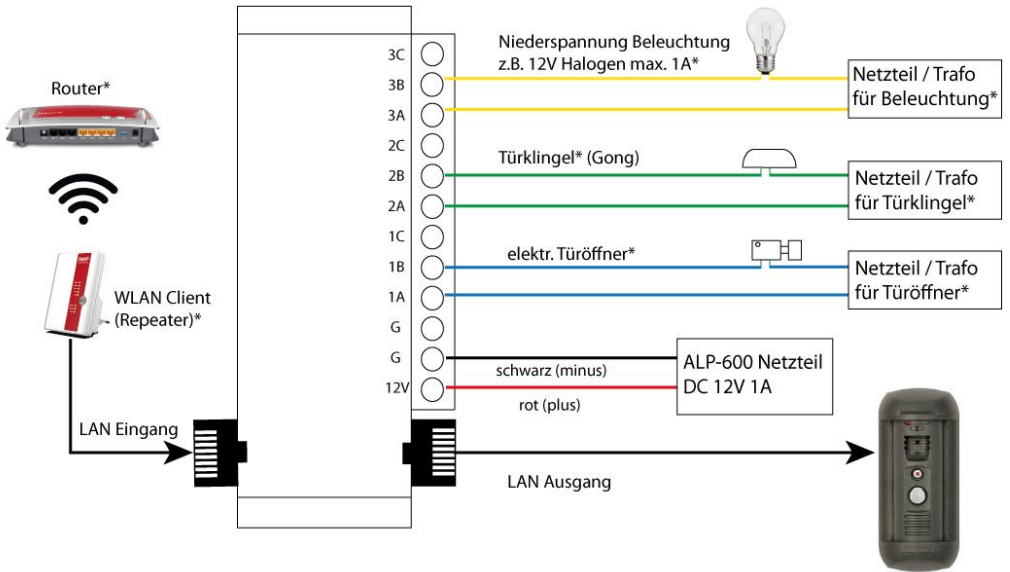 Router*
WLAN Client
(Repeater)*
LAN Eingang
3C
3B
3A
2C
2B
2A
1C
1B
1A
G
G
12V
Niederspannung Beleuchtung
z.B. 12V Halogen max. 1A*
Netzteil / Trafo
für Beleuchtung*
Türklingel* (Gong)
Netzteil / Trafo
für Türklingel*
elektr. Türöffner*
Netzteil / Trafo
für Türöffner*
schwarz (minus)
rot (plus)
ALP-600 Netzteil
DC 12V 1A
LAN Ausgang